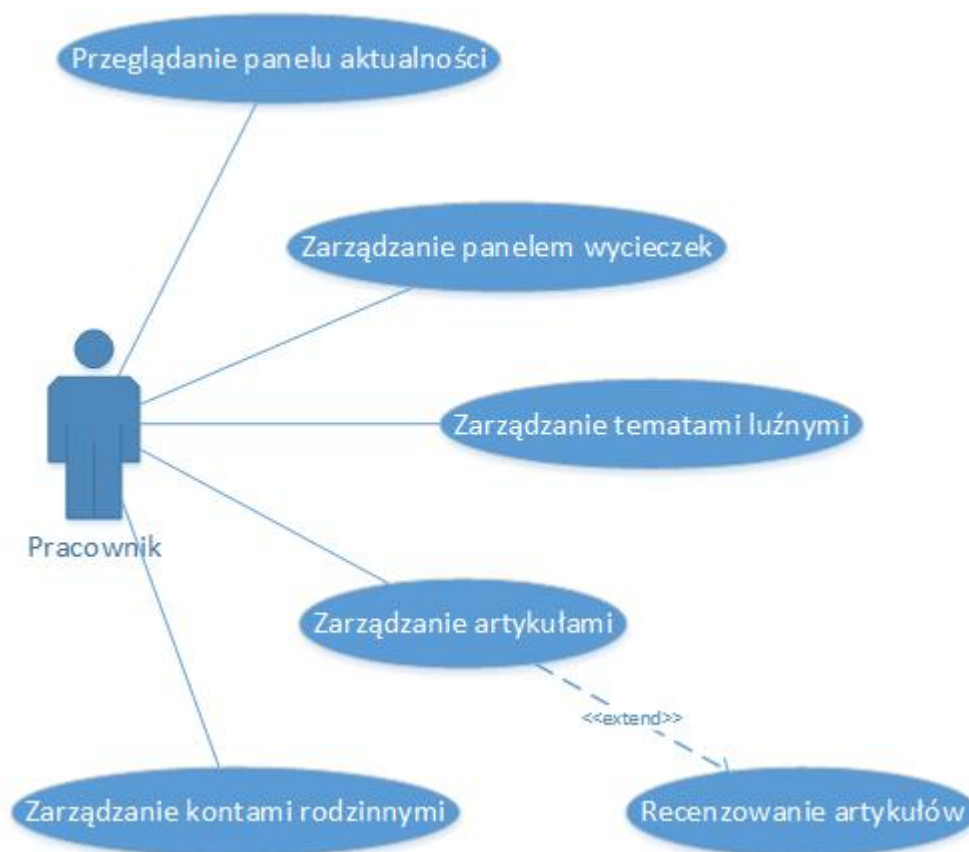 Przeglądanie panelu aktualności
Zarządzanie panelem wycieczek
Zarządzanie tematami luźnymi
Pracownik
Zarządzanie artykułami
<<extend>>
Zarządzanie kontami rodzinnymi
Recenzowanie artykułów